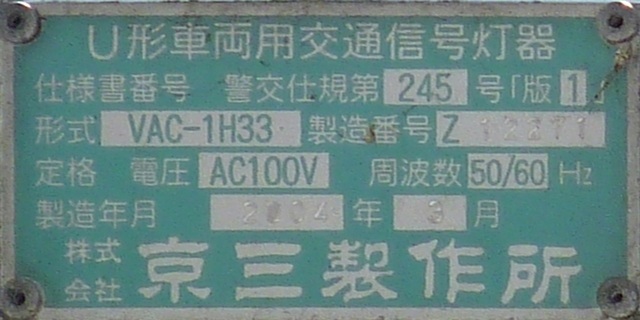 U形車両用交通信号灯器
仕様書番号 警交仕規第 245 号「版 1」
形式 VAC-1H33 製造番号 Z 12271
定格 電圧 AC100V 周波数 50/60 Hz
製造年月 2004 年 3 月
株式会社 京三製作所